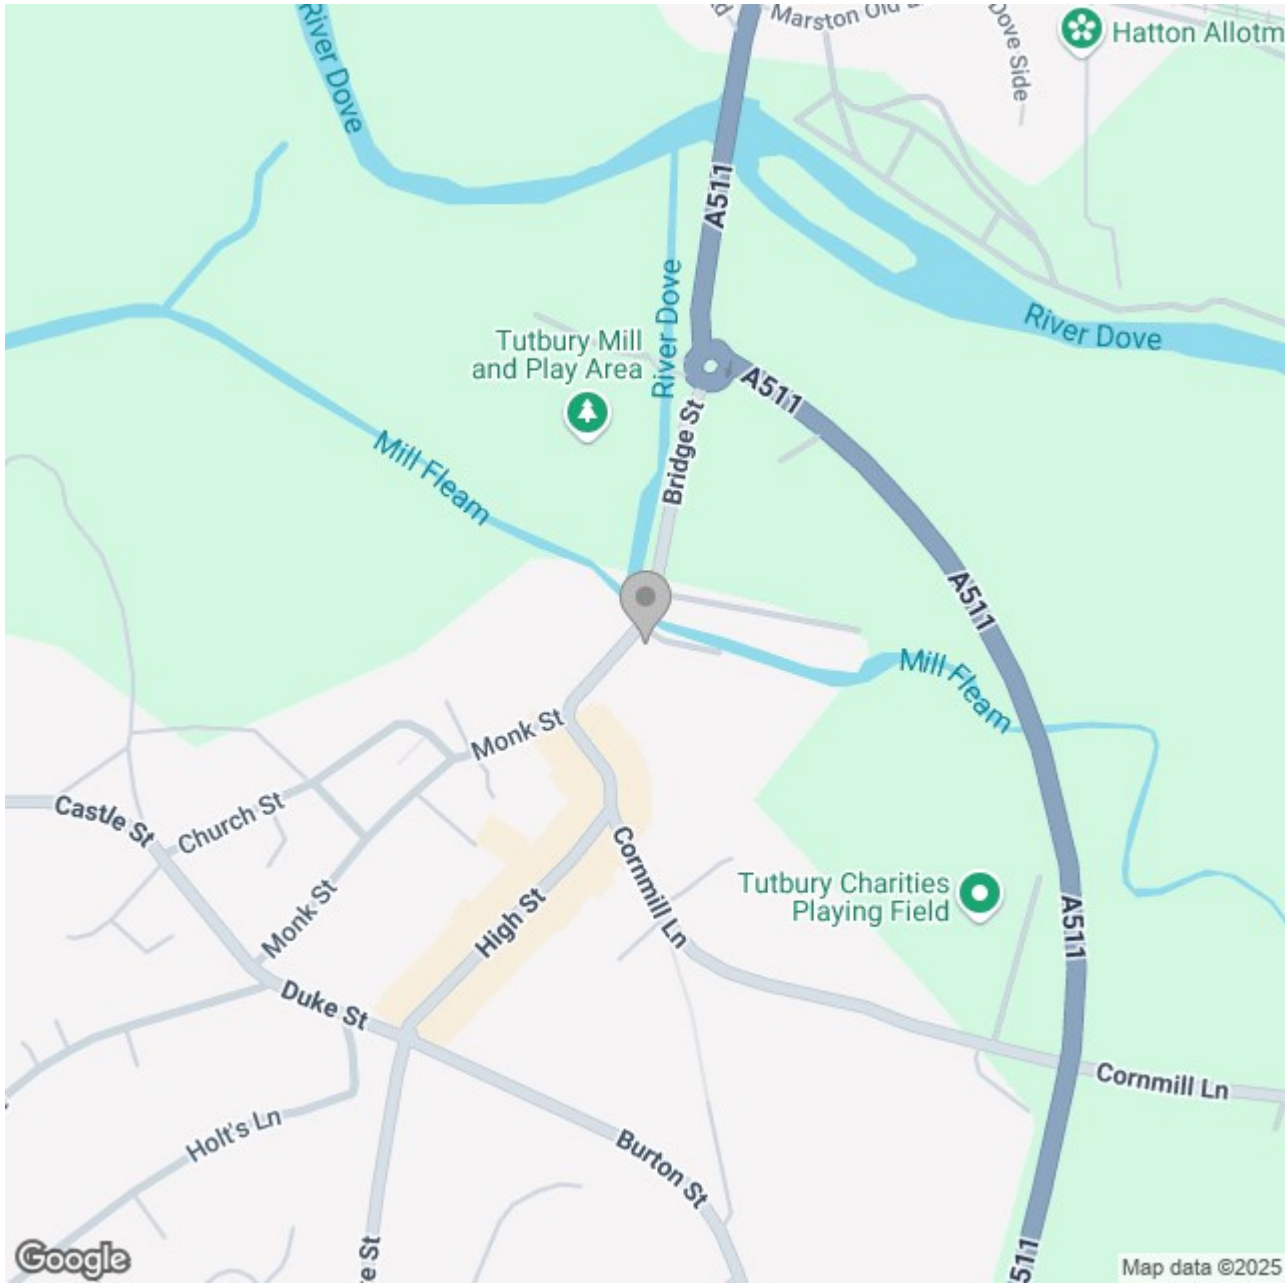 River Dove
Marston Old
Dove Side
Hatton Allotm
A511
River Dove
River Dove
Tutbury Mill
and Play Area
A511
Bridge St
Mill Fleam
A511
Mill Fleam
Monk St
Castle St
Church St
Cornmill Ln
Tutbury Charities
Playing Field
Monk St
High St
A511
Duke St
Cornmill Ln
Holt's Ln
Burton St
e St
511
Google
Map data ©2025